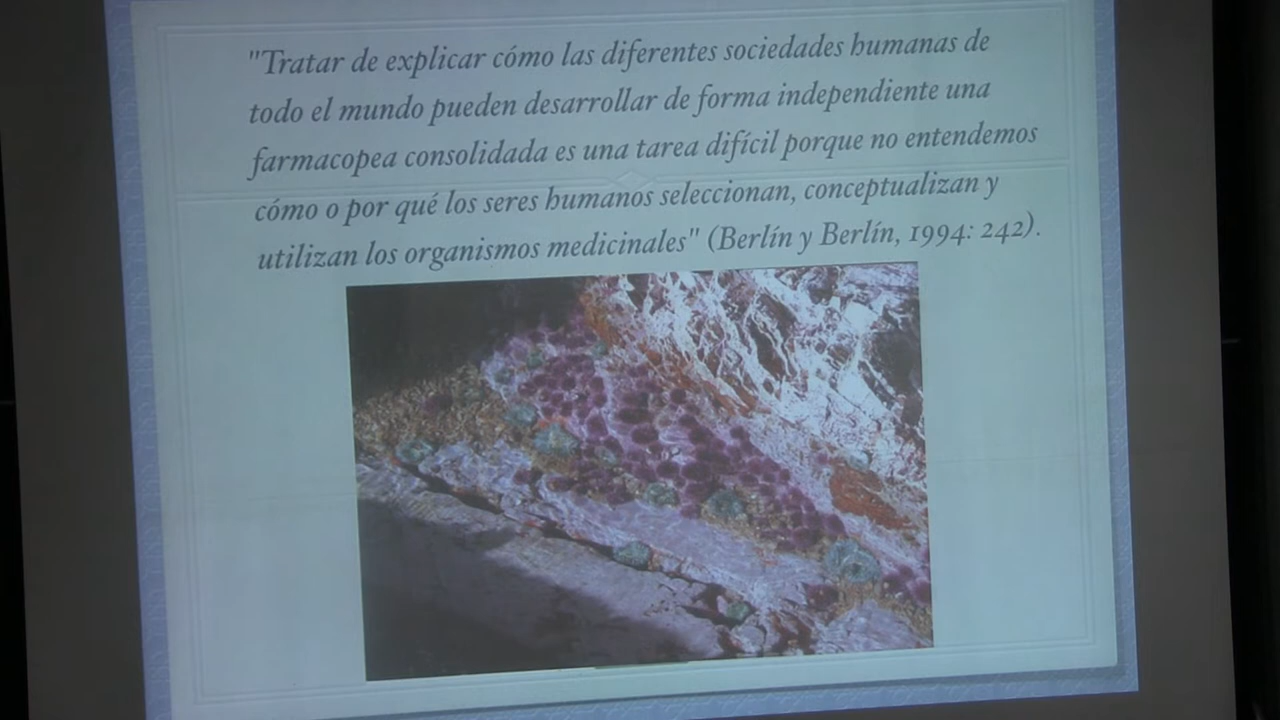 "Tratar de explicar cómo las diferentes sociedades humanas de
todo el mundo pueden desarrollar de forma independiente una
farmacopea consolidada es una tarea difícil porque no entendemos
cómo o por qué los seres humanos seleccionan, conceptualizan y
utilizan los organismos medicinales" (Berlín y Berlín, 1994: 242).